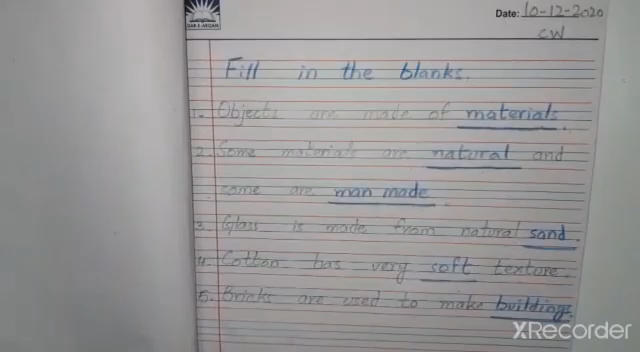 DAR-E-ARQAM
Date: 10-12-2020
CW
Fill in the blanks.
1. Objects are made of materials.
2. Some materials are natural and
some are man made.
3. Glass is made from natural sand.
4. Cotton has very soft texture.
5. Bricks are used to make buildings.
XRecorder